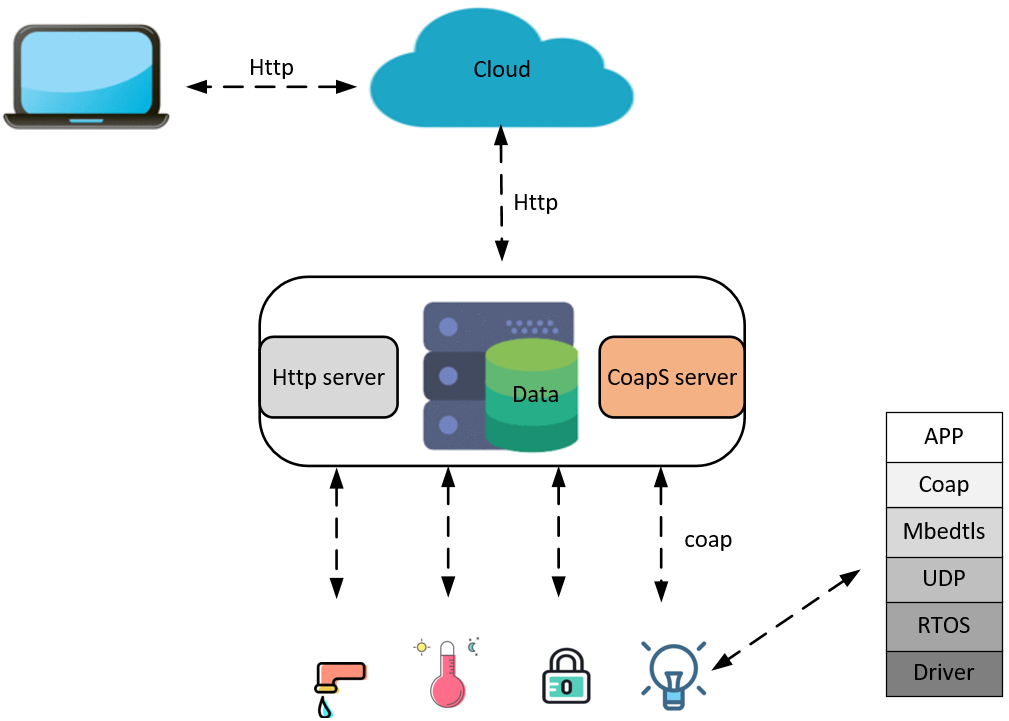 Http
Cloud
Http
Http server
Data
CoapS server
coap
APP
Coap
Mbedtls
UDP
RTOS
Driver